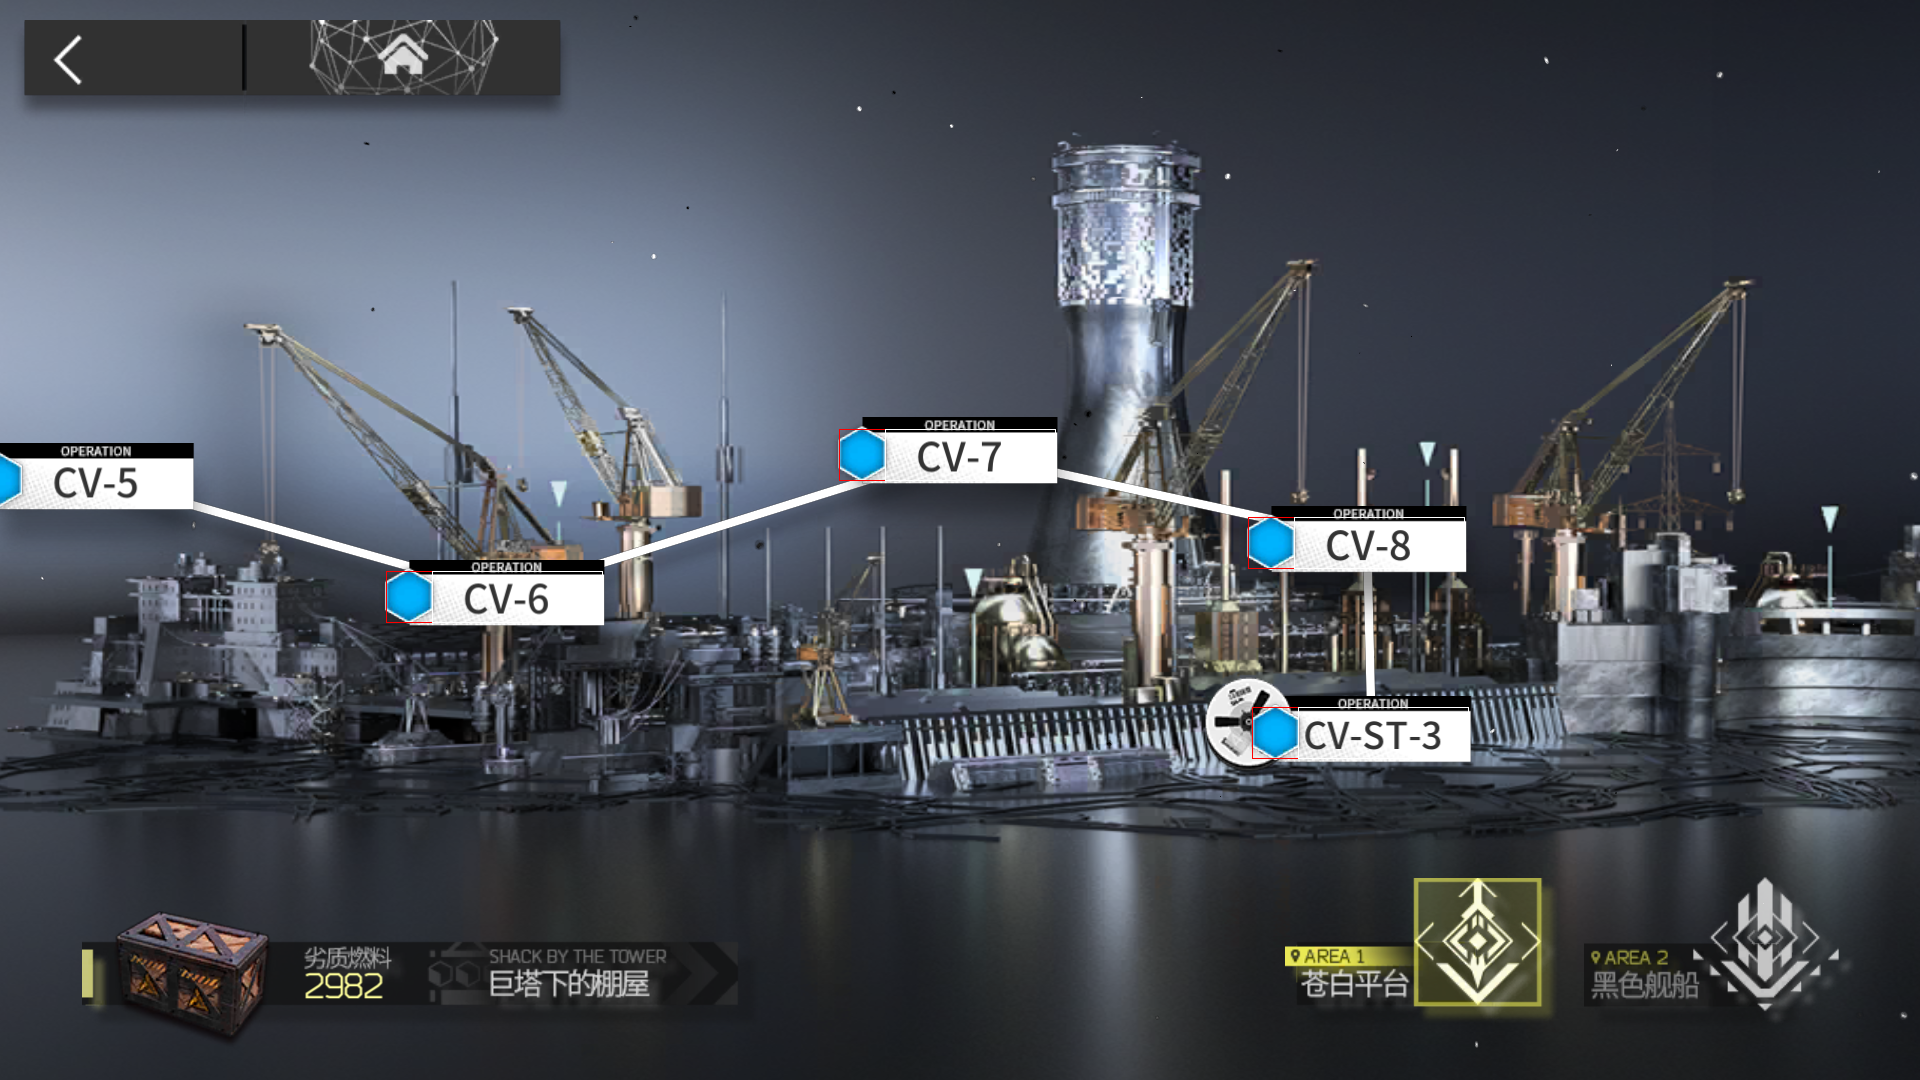 OPERATION
CV-5
OPERATION
CV-6
OPERATION
CV-7
OPERATION
CV-8
OPERATION
CV-ST-3
劣质燃料
2982
SHACK BY THE TOWER
巨塔下的棚屋
AREA 1
苍白平台
AREA 2
黑色舰船